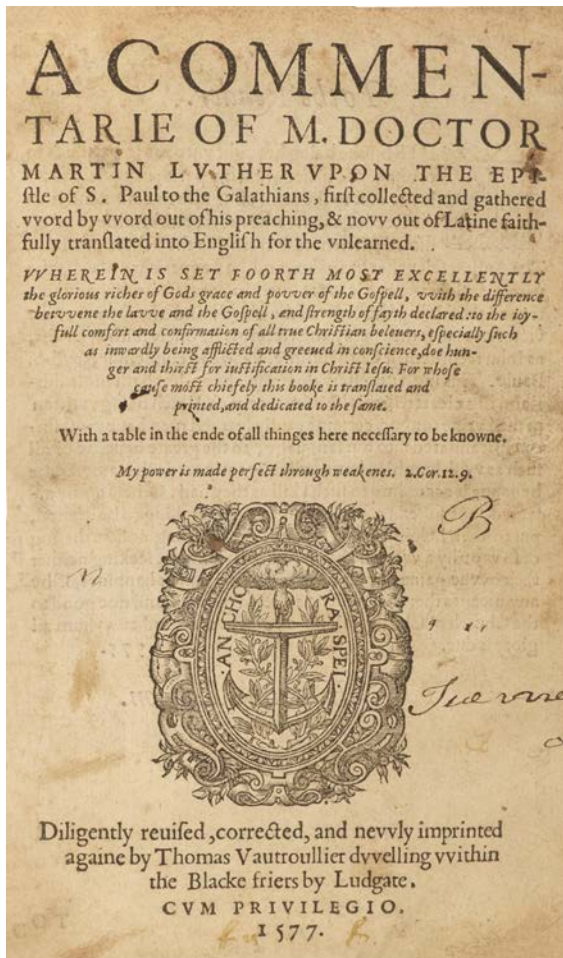 A COMMEN-
TARIE OF M. DOCTOR
MARTIN LVTHER VPON THE EPI-
ſtle of S. Paul to the Galathians, firſt collected and gathered
vvord by vvord out of his preaching, & novv out of Latine faith-
fully tranſlated into Engliſh for the vnlearned.
VVHEREIN IS SET FOORTH MOST EXCELLENTLY
the glorious riches of Gods grace and povver of the Goſpell, vvith the difference
betvvene the lavve and the Goſpell, and ſtrength of fayth declared: to the ioy-
full comfort and confirmation of all true Chriſtian beleuers, eſpecially ſuch
as inwardly being afflicted and greeued in conſcience, doe hun-
ger and thirſt for iuſtification in Chriſt Ieſu. For whoſe
cauſe moſt chiefely this booke is tranſlated and
printed, and dedicated to the ſame.
With a table in the ende of all thinges here neceſſary to be knowne.
My power is made perfect through weakenes. 2.Cor.12.9.
B
n
ANCHORA SPEI.
Diligently reuiſed, corrected, and nevvly imprinted
againe by Thomas Vautroullier dvvelling vvithin
the Blacke friers by Ludgate.
CVM PRIVILEGIO.
1577.